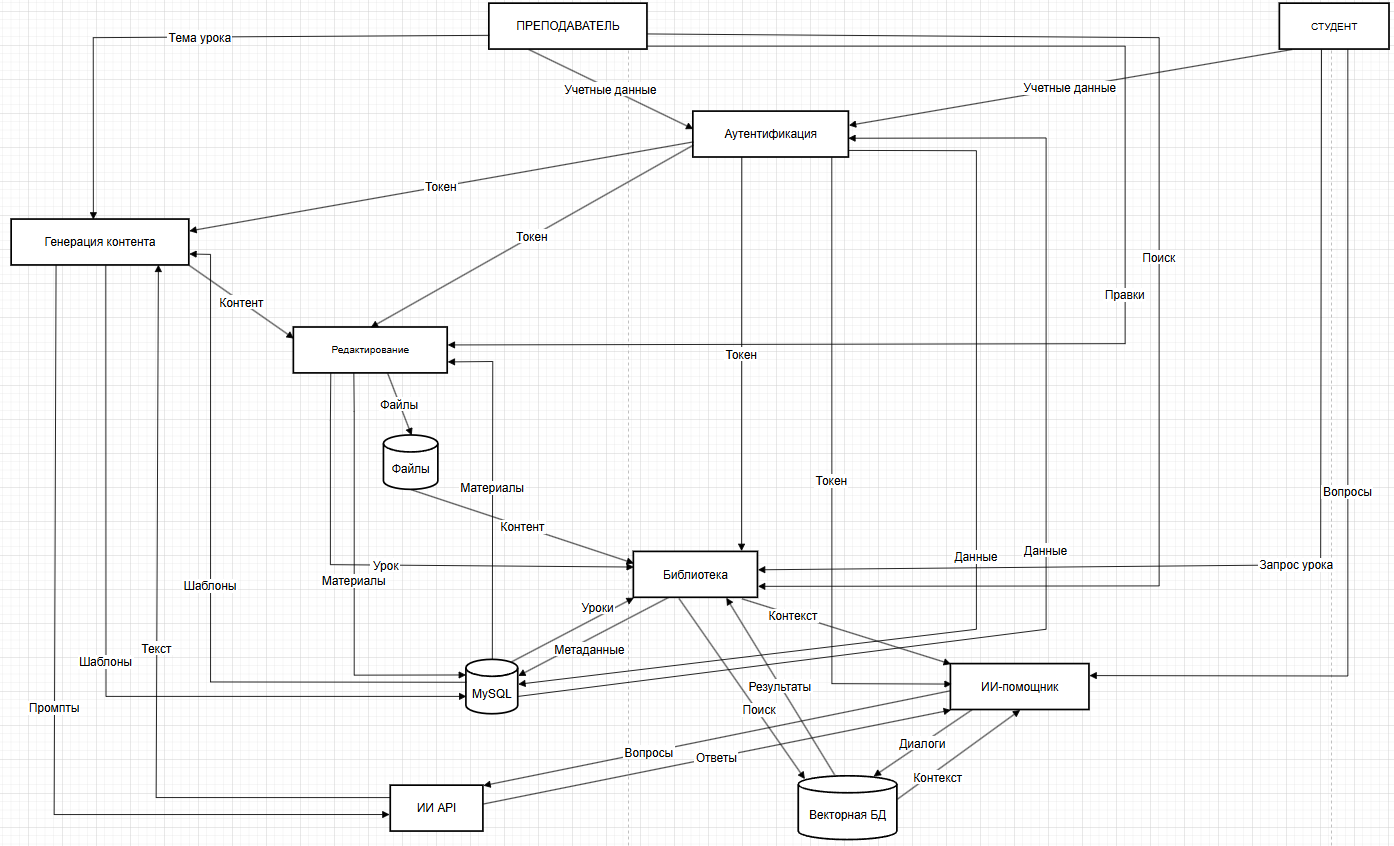 ПРЕПОДАВАТЕЛЬ
СТУДЕНТ
Тема урока
Учетные данные
Учетные данные
Аутентификация
Токен
Генерация контента
Токен
Поиск
Правки
Контент
Редактирование
Токен
Файлы
Файлы
Токен
Материалы
Вопросы
Контент
Данные
Данные
Урок
Запрос урока
Библиотека
Материалы
Шаблоны
Уроки
Контекст
Текст
Метаданные
Шаблоны
Результаты
ИИ-помощник
MySQL
Промпты
Поиск
Диалоги
Вопросы
Ответы
Контекст
ИИ API
Векторная БД